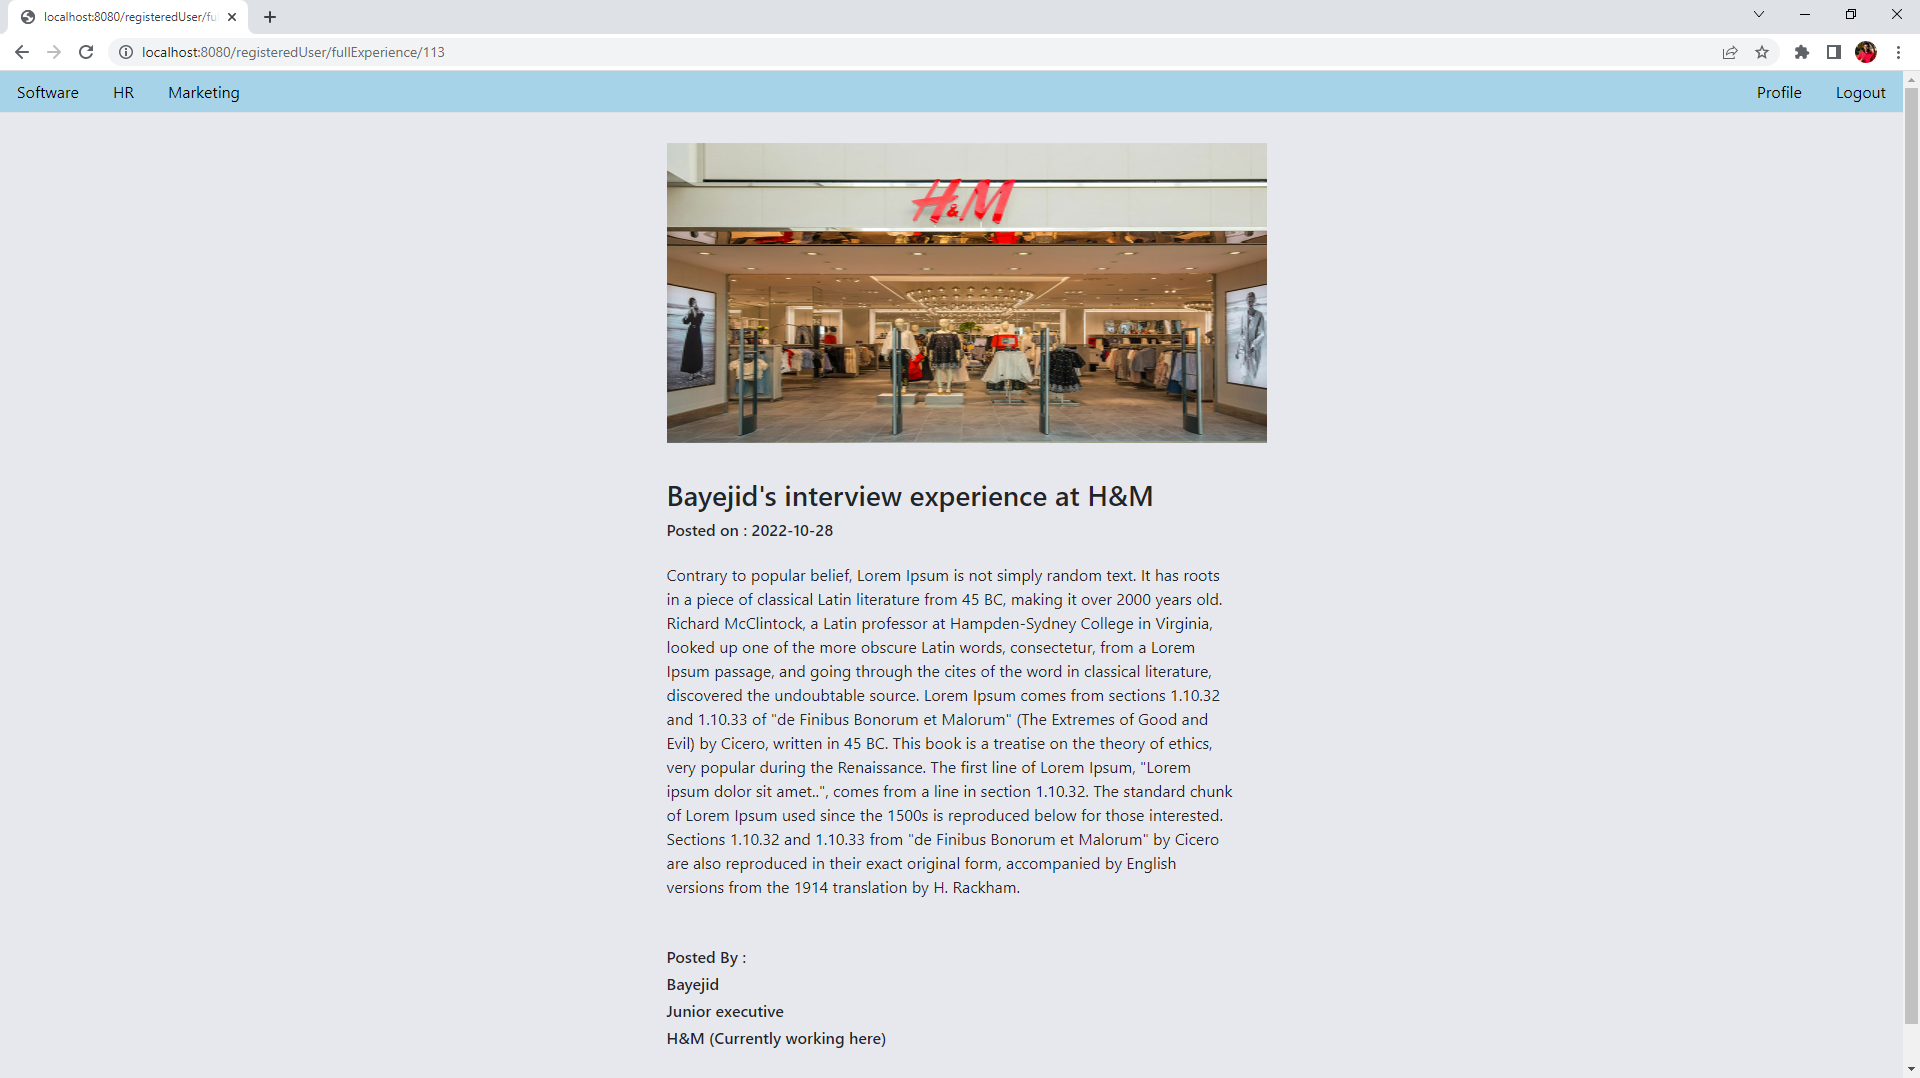 localhost:8080/registeredUser/fu
localhost:8080/registeredUser/fullExperience/113
Software HR Marketing Profile Logout
H&M
Bayejid's interview experience at H&M
Posted on : 2022-10-28
Contrary to popular belief, Lorem Ipsum is not simply random text. It has roots
in a piece of classical Latin literature from 45 BC, making it over 2000 years old.
Richard McClintock, a Latin professor at Hampden-Sydney College in Virginia,
looked up one of the more obscure Latin words, consectetur, from a Lorem
Ipsum passage, and going through the cites of the word in classical literature,
discovered the undoubtable source. Lorem Ipsum comes from sections 1.10.32
and 1.10.33 of "de Finibus Bonorum et Malorum" (The Extremes of Good and
Evil) by Cicero, written in 45 BC. This book is a treatise on the theory of ethics,
very popular during the Renaissance. The first line of Lorem Ipsum, "Lorem
ipsum dolor sit amet..", comes from a line in section 1.10.32. The standard chunk
of Lorem Ipsum used since the 1500s is reproduced below for those interested.
Sections 1.10.32 and 1.10.33 from "de Finibus Bonorum et Malorum" by Cicero
are also reproduced in their exact original form, accompanied by English
versions from the 1914 translation by H. Rackham.
Posted By :
Bayejid
Junior executive
H&M (Currently working here)